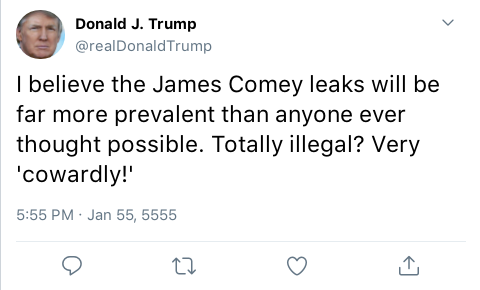 Donald J. Trump
@realDonaldTrump
I believe the James Comey leaks will be
far more prevalent than anyone ever
thought possible. Totally illegal? Very
'cowardly!'
5:55 PM · Jan 55, 5555